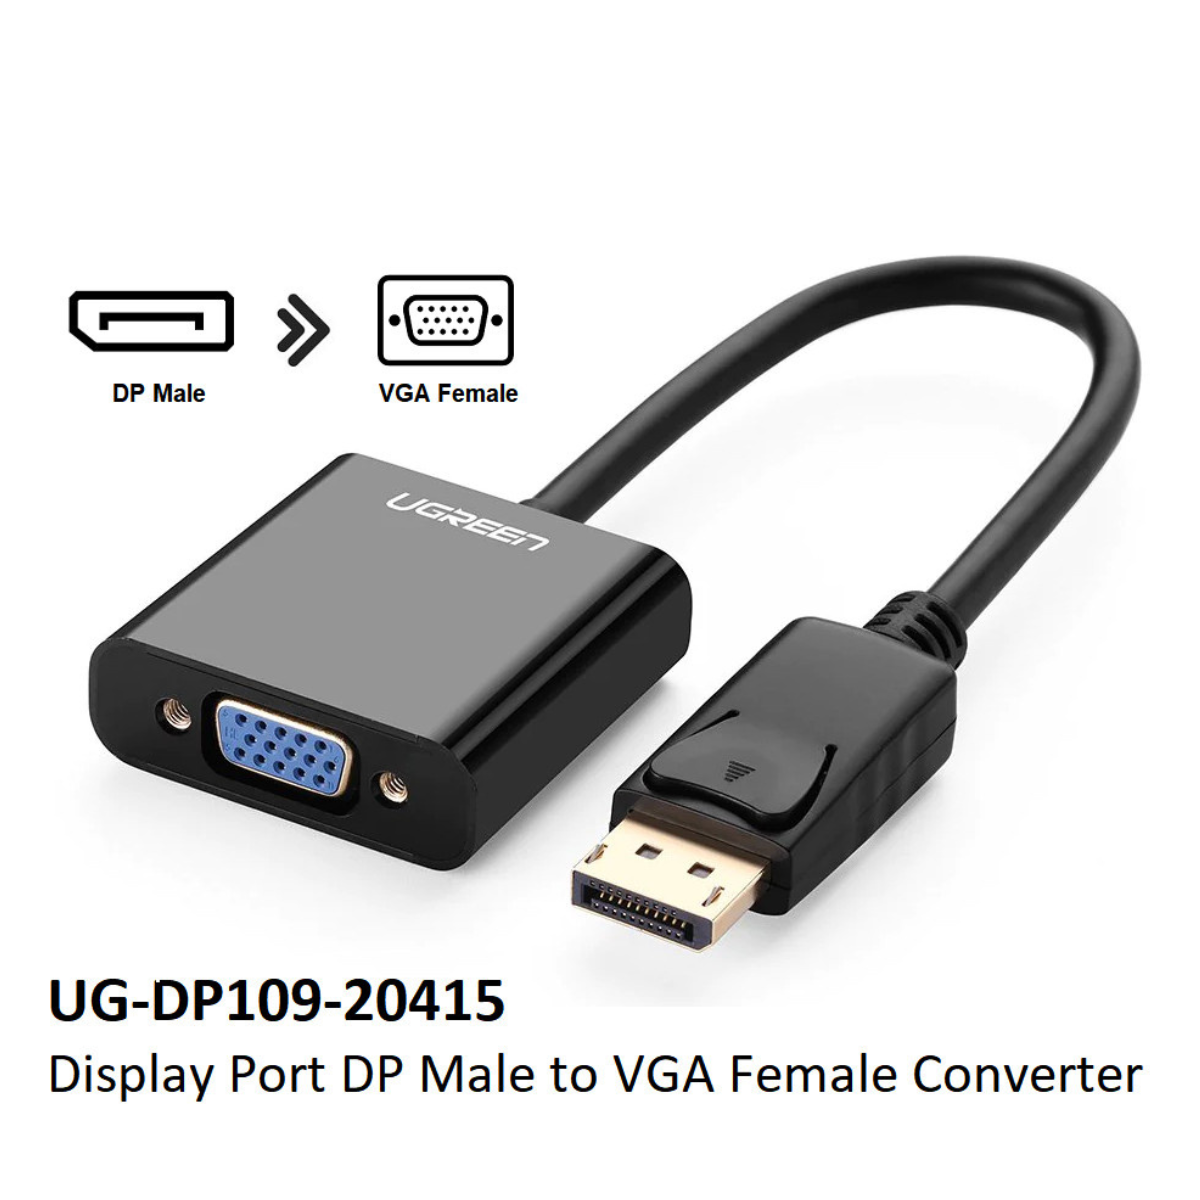 DP Male
VGA Female
UGREEN
UG-DP109-20415
Display Port DP Male to VGA Female Converter